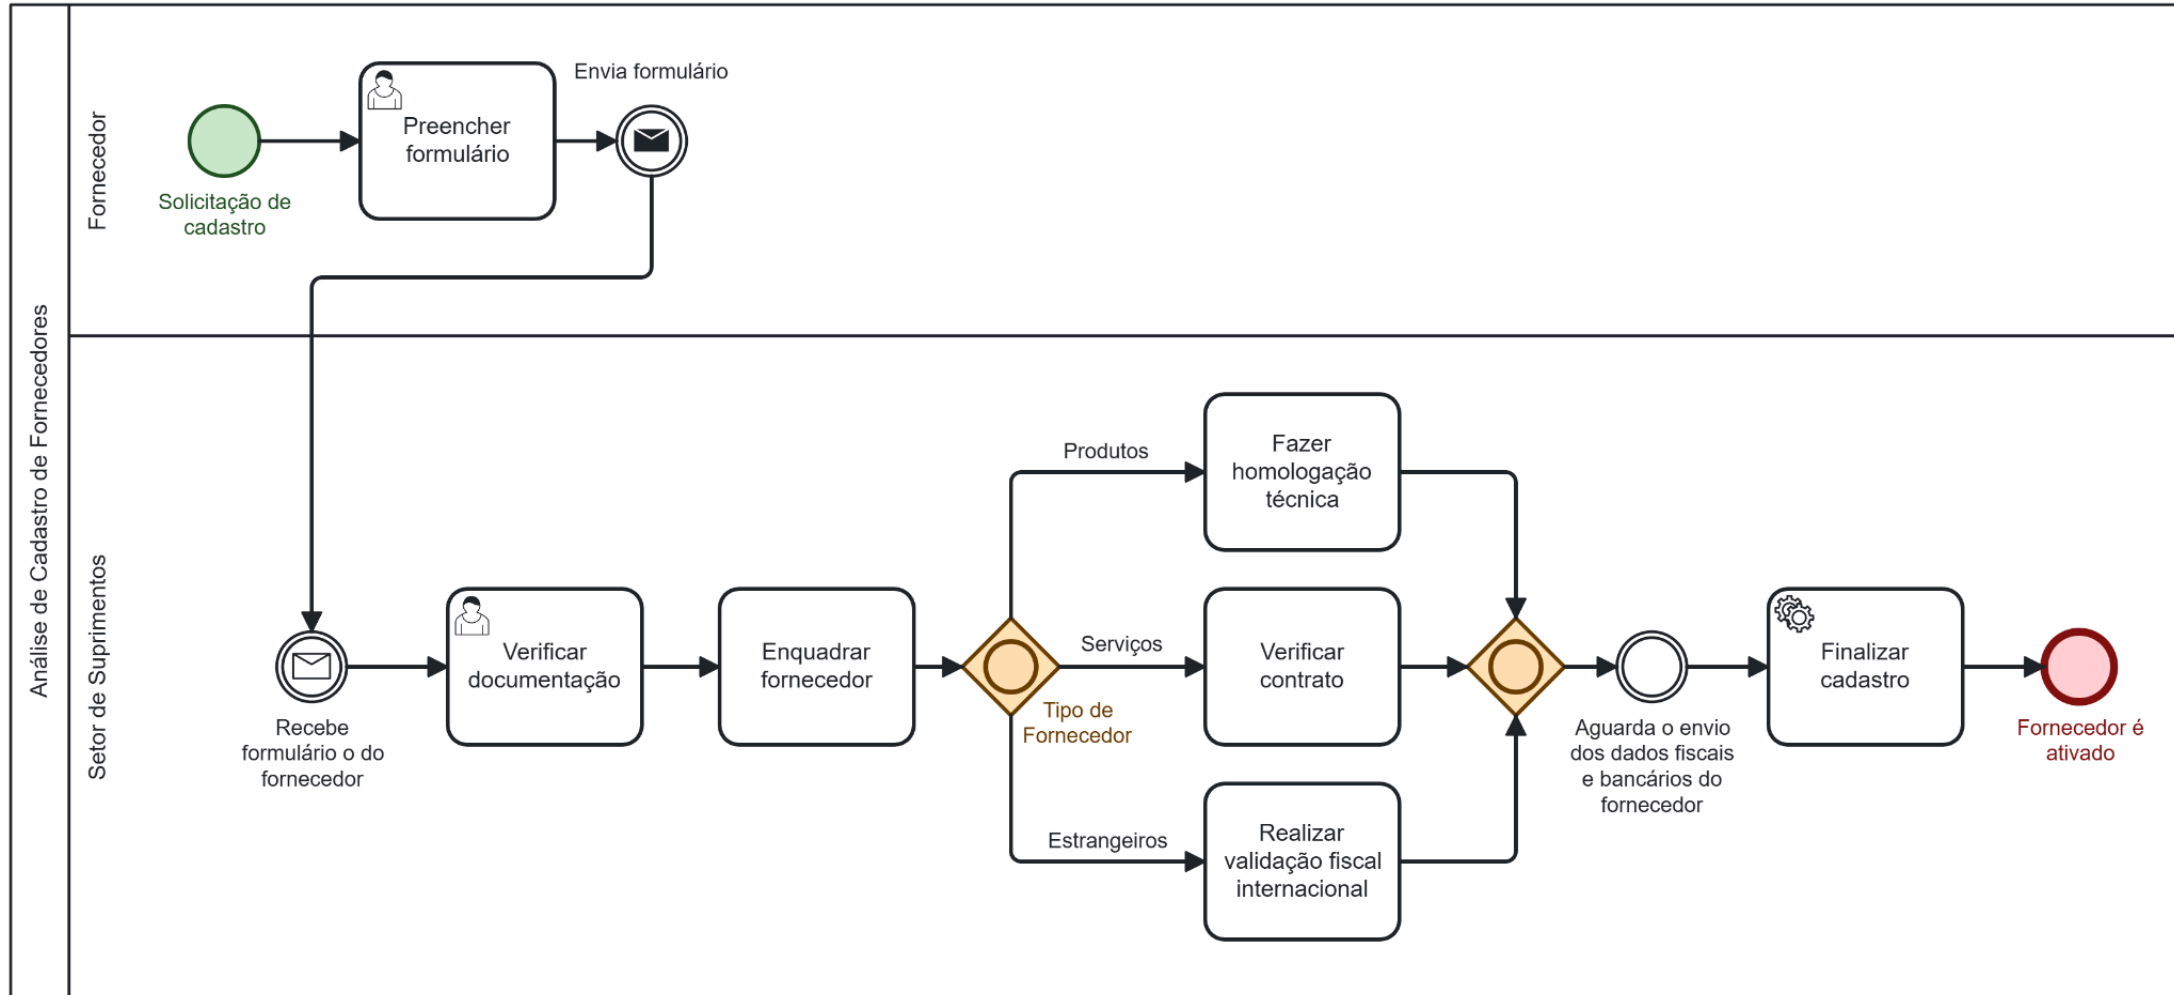 Análise de Cadastro de Fornecedores
Fornecedor
Solicitação de
cadastro
Preencher
formulário
Envia formulário
Setor de Suprimentos
Recebe
formulário o do
fornecedor
Verificar
documentação
Enquadrar
fornecedor
Tipo de
Fornecedor
Produtos
Fazer
homologação
técnica
Serviços
Verificar
contrato
Estrangeiros
Realizar
validação fiscal
internacional
Aguarda o envio
dos dados fiscais
e bancários do
fornecedor
Finalizar
cadastro
Fornecedor é
ativado